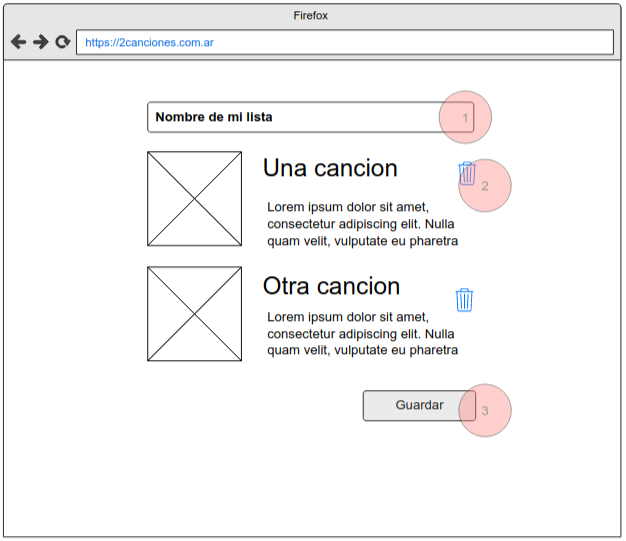 Firefox
https://2canciones.com.ar
Nombre de mi lista
1
Una cancion
2
Lorem ipsum dolor sit amet,
consectetur adipiscing elit. Nulla
quam velit, vulputate eu pharetra
Otra cancion
Lorem ipsum dolor sit amet,
consectetur adipiscing elit. Nulla
quam velit, vulputate eu pharetra
Guardar
3